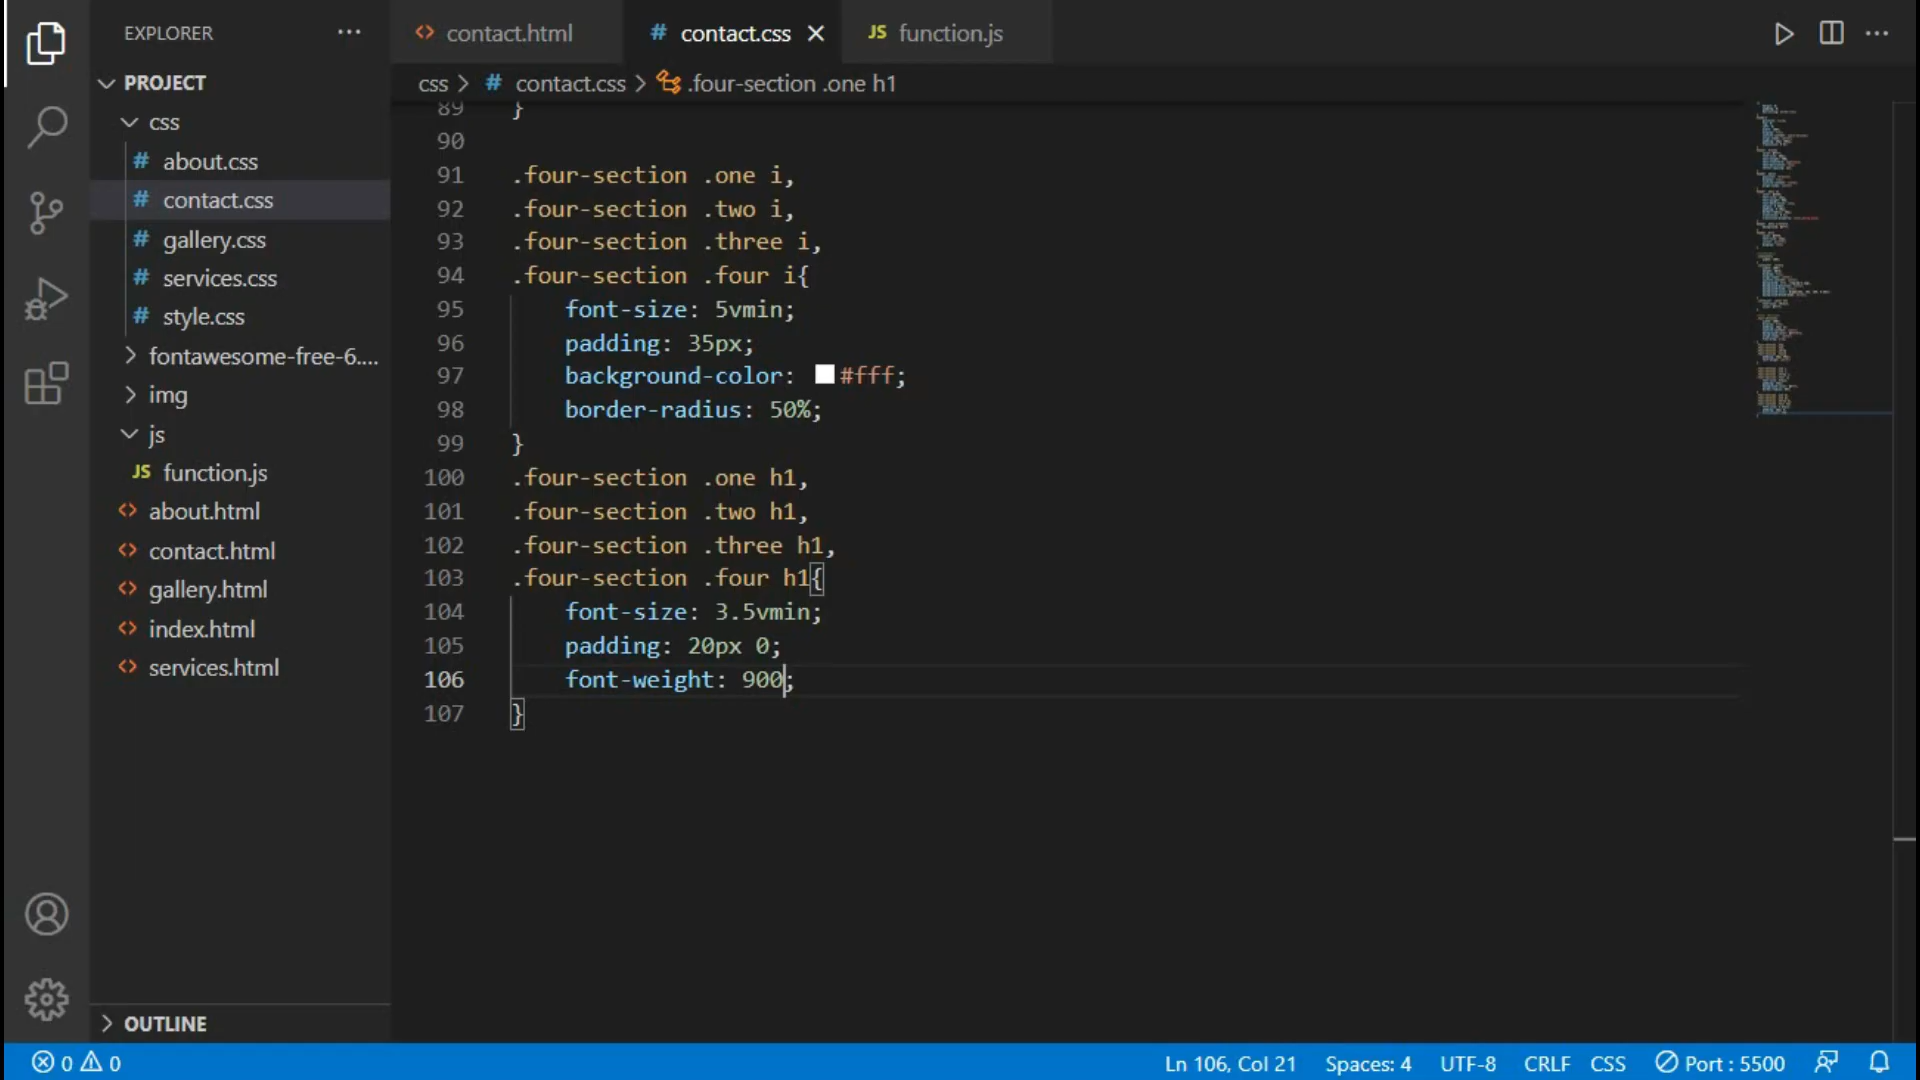 EXPLORER
PROJECT
css
# about.css
# contact.css
# gallery.css
# services.css
# style.css
fontawesome-free-6....
img
js
JS function.js
<> about.html
<> contact.html
<> gallery.html
<> index.html
<> services.html
OUTLINE
<> contact.html
# contact.css
JS function.js
css > # contact.css > .four-section .one h1
89 }
90
91 .four-section .one i,
92 .four-section .two i,
93 .four-section .three i,
94 .four-section .four i{
95 font-size: 5vmin;
96 padding: 35px;
97 background-color: #fff;
98 border-radius: 50%;
99 }
100 .four-section .one h1,
101 .four-section .two h1,
102 .four-section .three h1,
103 .four-section .four h1{
104 font-size: 3.5vmin;
105 padding: 20px 0;
106 font-weight: 900;
107 }
0 0 Ln 106, Col 21 Spaces: 4 UTF-8 CRLF CSS Port : 5500